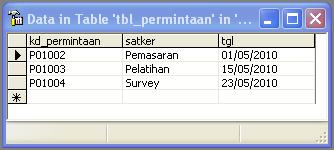 Data in Table 'tbl_permintaan' in '...
kd_permintaan satker tgl
P01002 Pemasaran 01/05/2010
P01003 Pelatihan 15/05/2010
P01004 Survey 23/05/2010